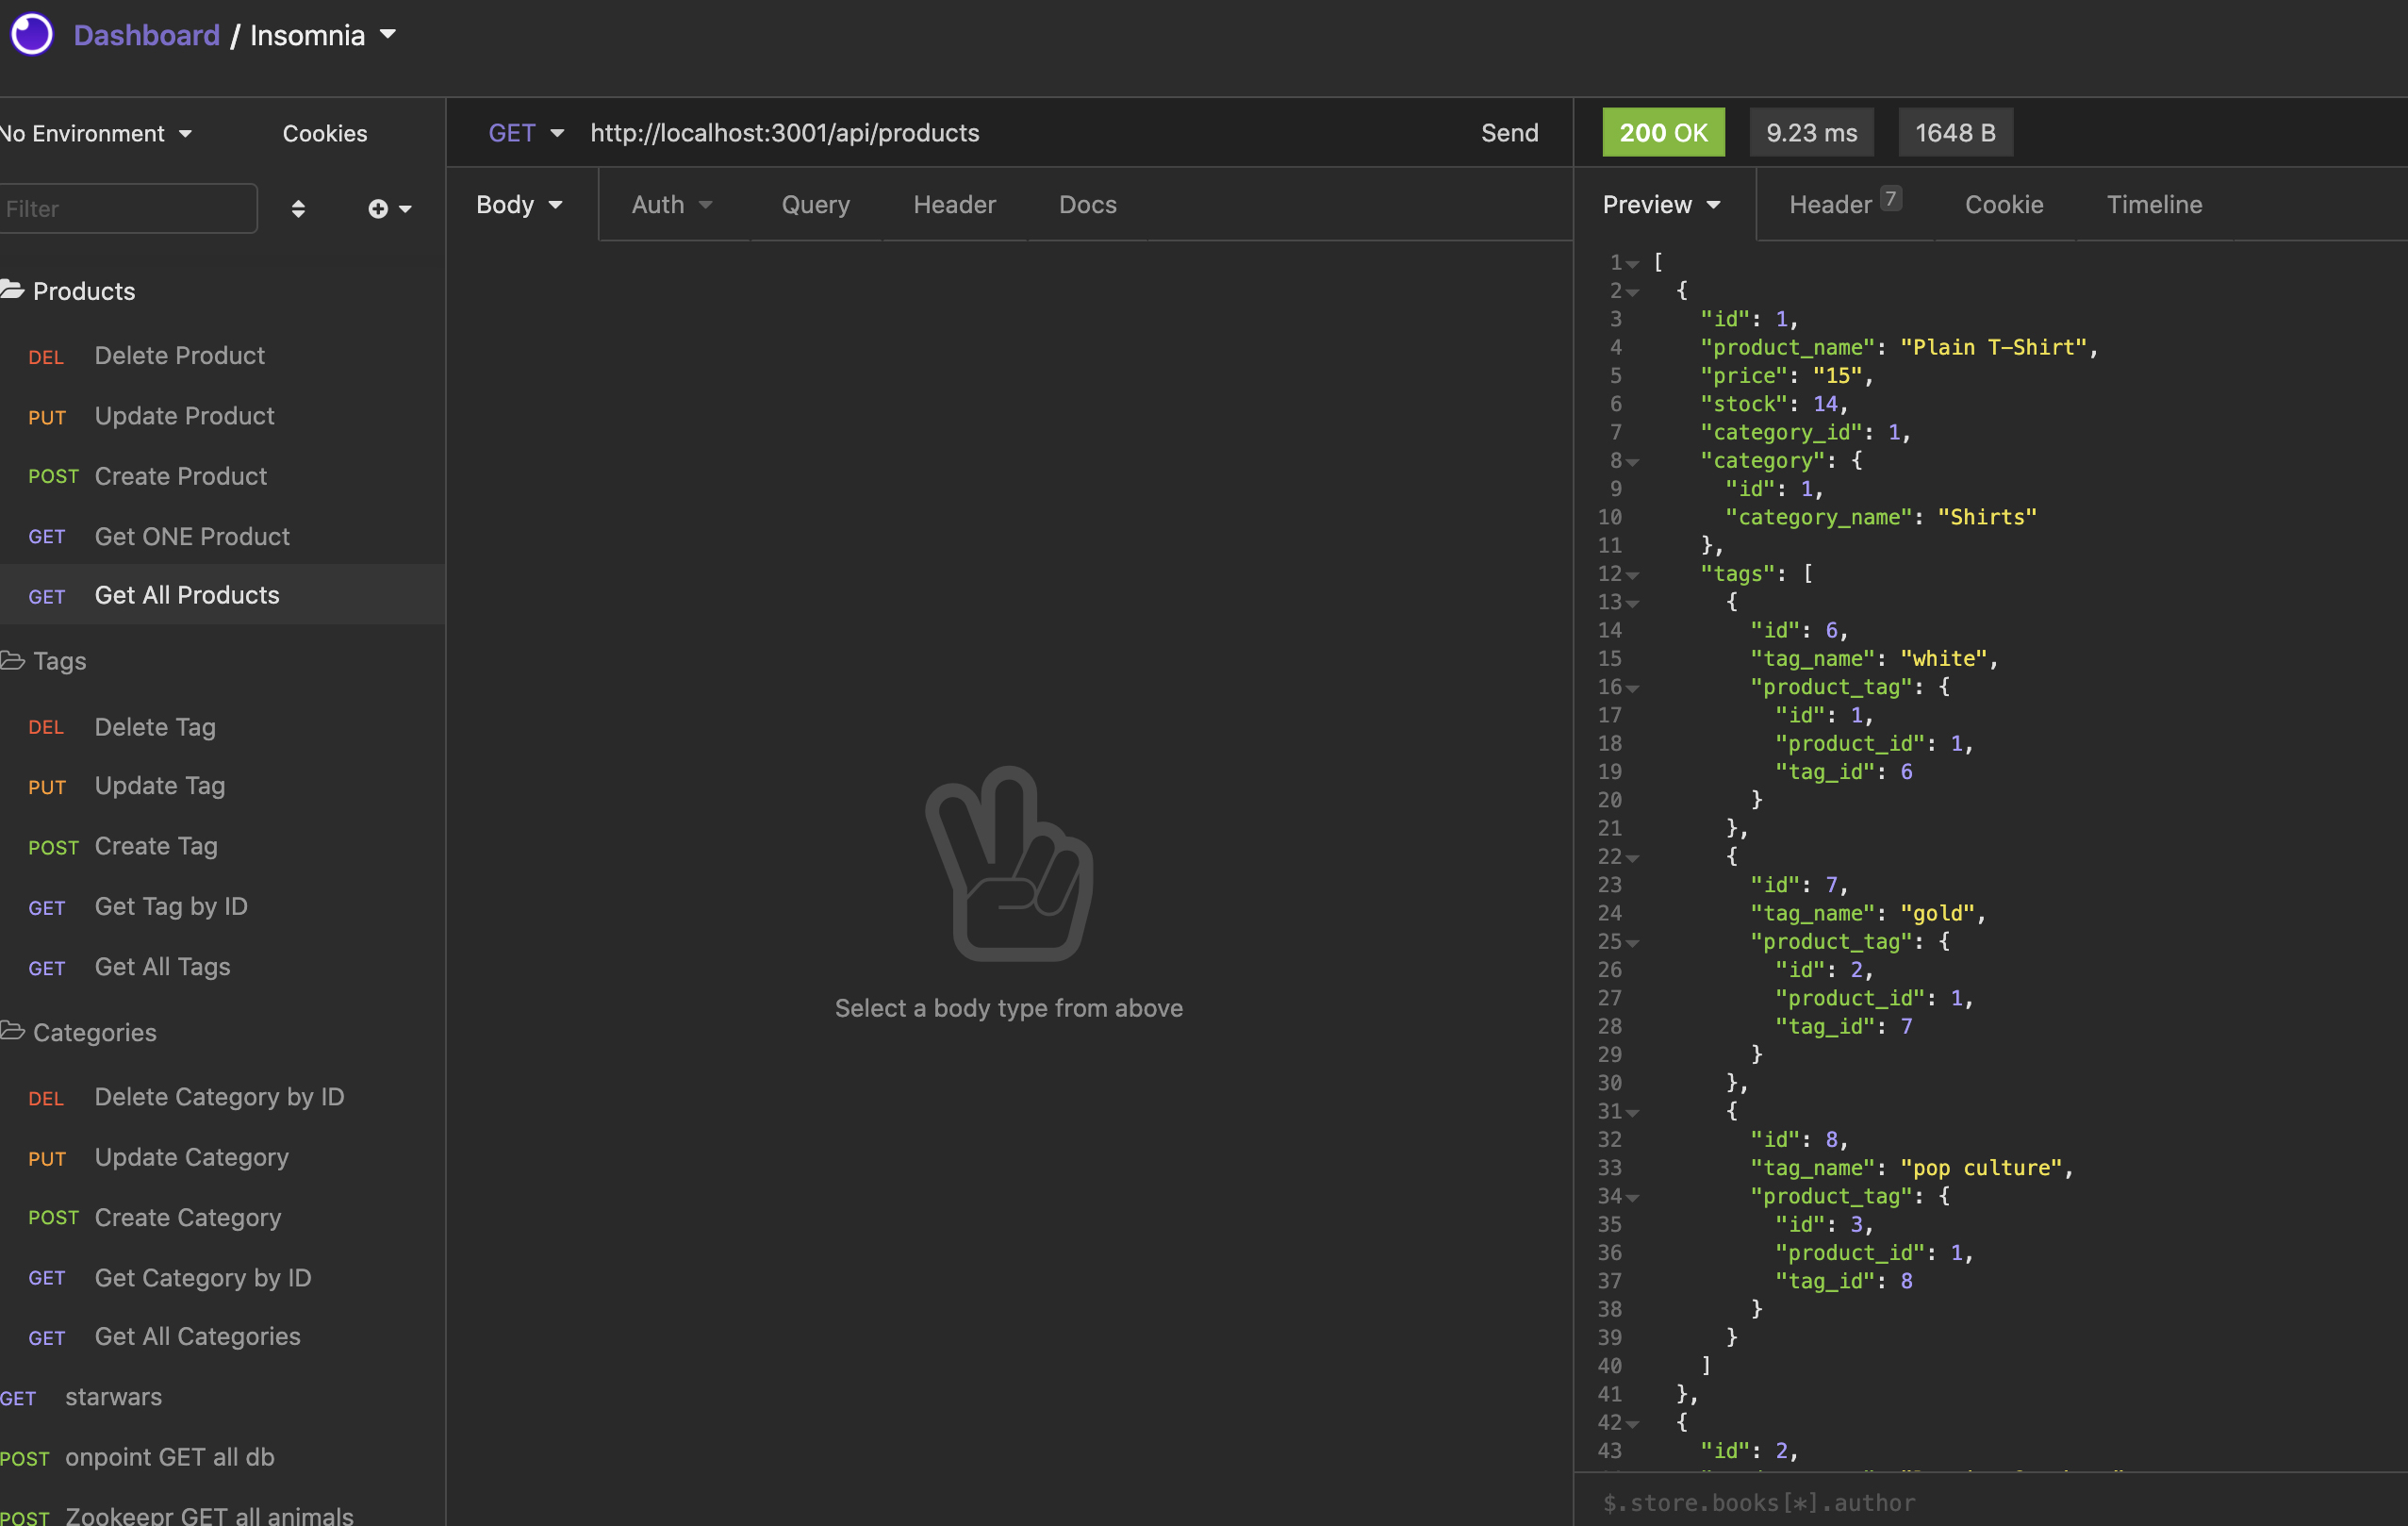 Dashboard / Insomnia
No Environment
Cookies
Filter
Products
DEL Delete Product
PUT Update Product
POST Create Product
GET Get ONE Product
GET Get All Products
Tags
DEL Delete Tag
PUT Update Tag
POST Create Tag
GET Get Tag by ID
GET Get All Tags
Categories
DEL Delete Category by ID
PUT Update Category
POST Create Category
GET Get Category by ID
GET Get All Categories
GET starwars
POST onpoint GET all db
POST Zookeepr GET all animals
GET http://localhost:3001/api/products Send
Body Auth Query Header Docs
Select a body type from above
200 OK 9.23 ms 1648 B
Preview Header 7 Cookie Timeline
1 [
2 {
3 "id": 1,
4 "product_name": "Plain T-Shirt",
5 "price": "15",
6 "stock": 14,
7 "category_id": 1,
8 "category": {
9 "id": 1,
10 "category_name": "Shirts"
11 },
12 "tags": [
13 {
14 "id": 6,
15 "tag_name": "white",
16 "product_tag": {
17 "id": 1,
18 "product_id": 1,
19 "tag_id": 6
20 }
21 },
22 {
23 "id": 7,
24 "tag_name": "gold",
25 "product_tag": {
26 "id": 2,
27 "product_id": 1,
28 "tag_id": 7
29 }
30 },
31 {
32 "id": 8,
33 "tag_name": "pop culture",
34 "product_tag": {
35 "id": 3,
36 "product_id": 1,
37 "tag_id": 8
38 }
39 }
40 ]
41 },
42 {
43 "id": 2,
$.store.books[*].author